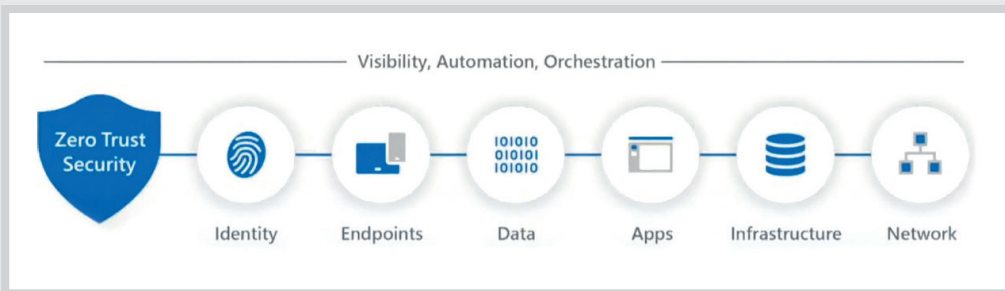 Visibility, Automation, Orchestration
Zero Trust
Security
101010
010101
101010
Identity
Endpoints
Data
Apps
Infrastructure
Network